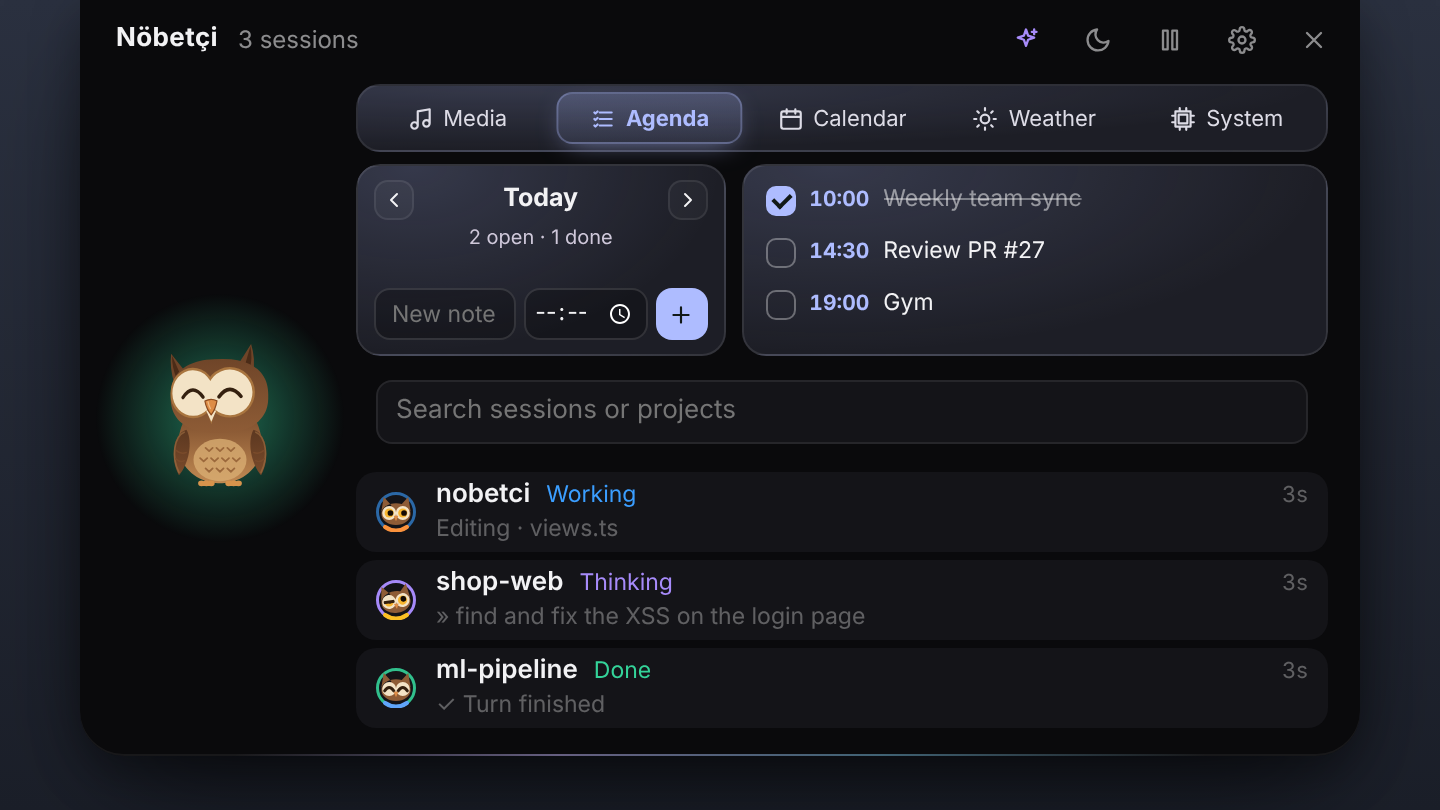 Nöbetçi 3 sessions
Media Agenda Calendar Weather System
Today
2 open · 1 done
New note --:-- +
10:00 Weekly team sync
14:30 Review PR #27
19:00 Gym
Search sessions or projects
nobetci Working 3s
Editing · views.ts
shop-web Thinking 3s
» find and fix the XSS on the login page
ml-pipeline Done 3s
✓ Turn finished